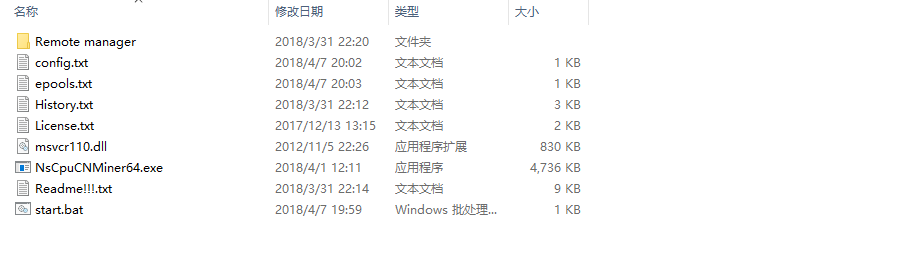 名称 修改日期 类型 大小
Remote manager 2018/3/31 22:20 文件夹
config.txt 2018/4/7 20:02 文本文档 1 KB
epools.txt 2018/4/7 20:03 文本文档 1 KB
History.txt 2018/3/31 22:12 文本文档 3 KB
License.txt 2017/12/13 13:15 文本文档 2 KB
msvcr110.dll 2012/11/5 22:26 应用程序扩展 830 KB
NsCpuCNMiner64.exe 2018/4/1 12:11 应用程序 4,736 KB
Readme!!!.txt 2018/3/31 22:14 文本文档 9 KB
start.bat 2018/4/7 19:59 Windows 批处理... 1 KB